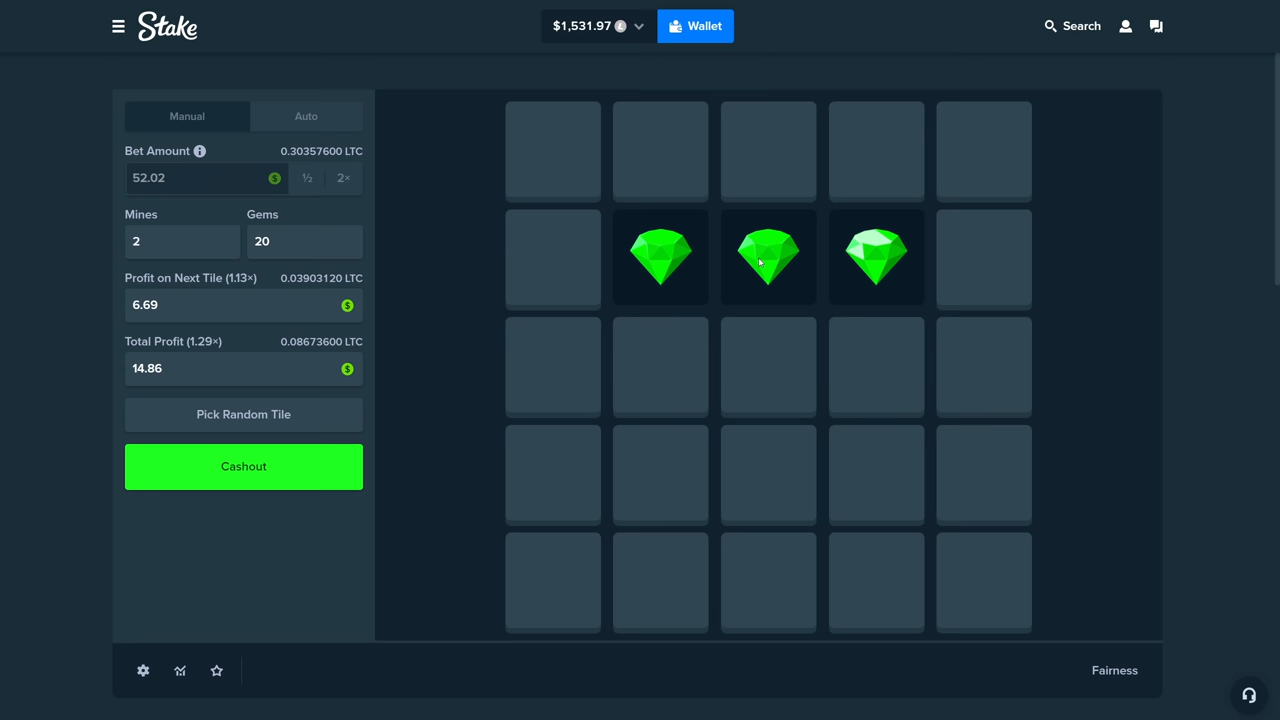 Stake
$1,531.97
Wallet
Search
Manual
Auto
Bet Amount
0.30357600 LTC
52.02
½
2×
Mines
Gems
2
20
Profit on Next Tile (1.13×)
0.03903120 LTC
6.69
Total Profit (1.29×)
0.08673600 LTC
14.86
Pick Random Tile
Cashout
Fairness